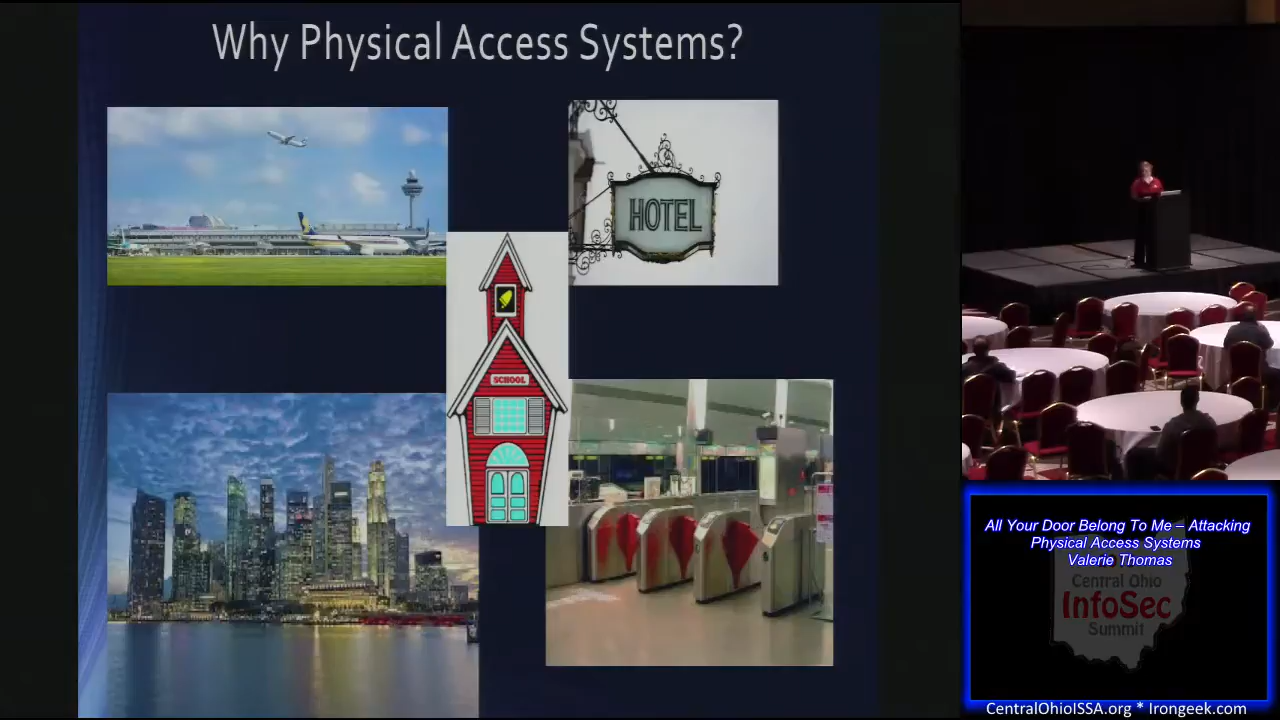 Why Physical Access Systems?
HOTEL
SCHOOL
All Your Door Belong To Me – Attacking
Physical Access Systems
Valerie Thomas
Central Ohio
InfoSec
Summit
CentralOhioISSA.org * Irongeek.com